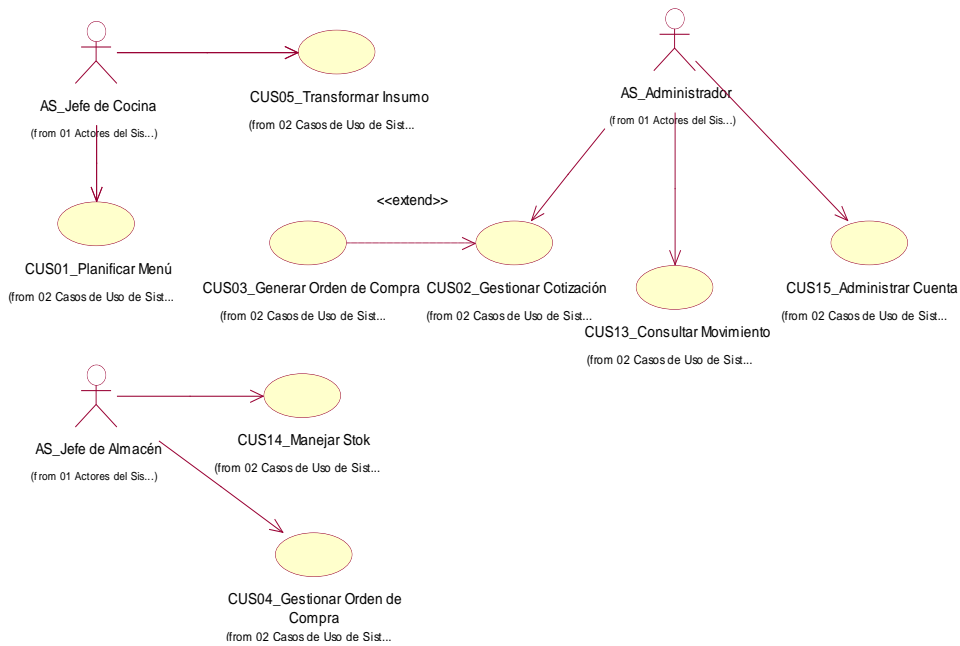 AS_Jefe de Cocina
(from 01 Actores del Sis...)
CUS05_Transformar Insumo
(from 02 Casos de Uso de Sist...
AS_Administrador
(from 01 Actores del Sis...)
<<extend>>
CUS01_Planificar Menú
(from 02 Casos de Uso de Sist...
CUS03_Generar Orden de Compra
(from 02 Casos de Uso de Sist...
CUS02_Gestionar Cotización
(from 02 Casos de Uso de Sist...
CUS13_Consultar Movimiento
(from 02 Casos de Uso de Sist...
CUS15_Administrar Cuenta
(from 02 Casos de Uso de Sist...
AS_Jefe de Almacén
(from 01 Actores del Sis...)
CUS14_Manejar Stok
(from 02 Casos de Uso de Sist...
CUS04_Gestionar Orden de
Compra
(from 02 Casos de Uso de Sist...